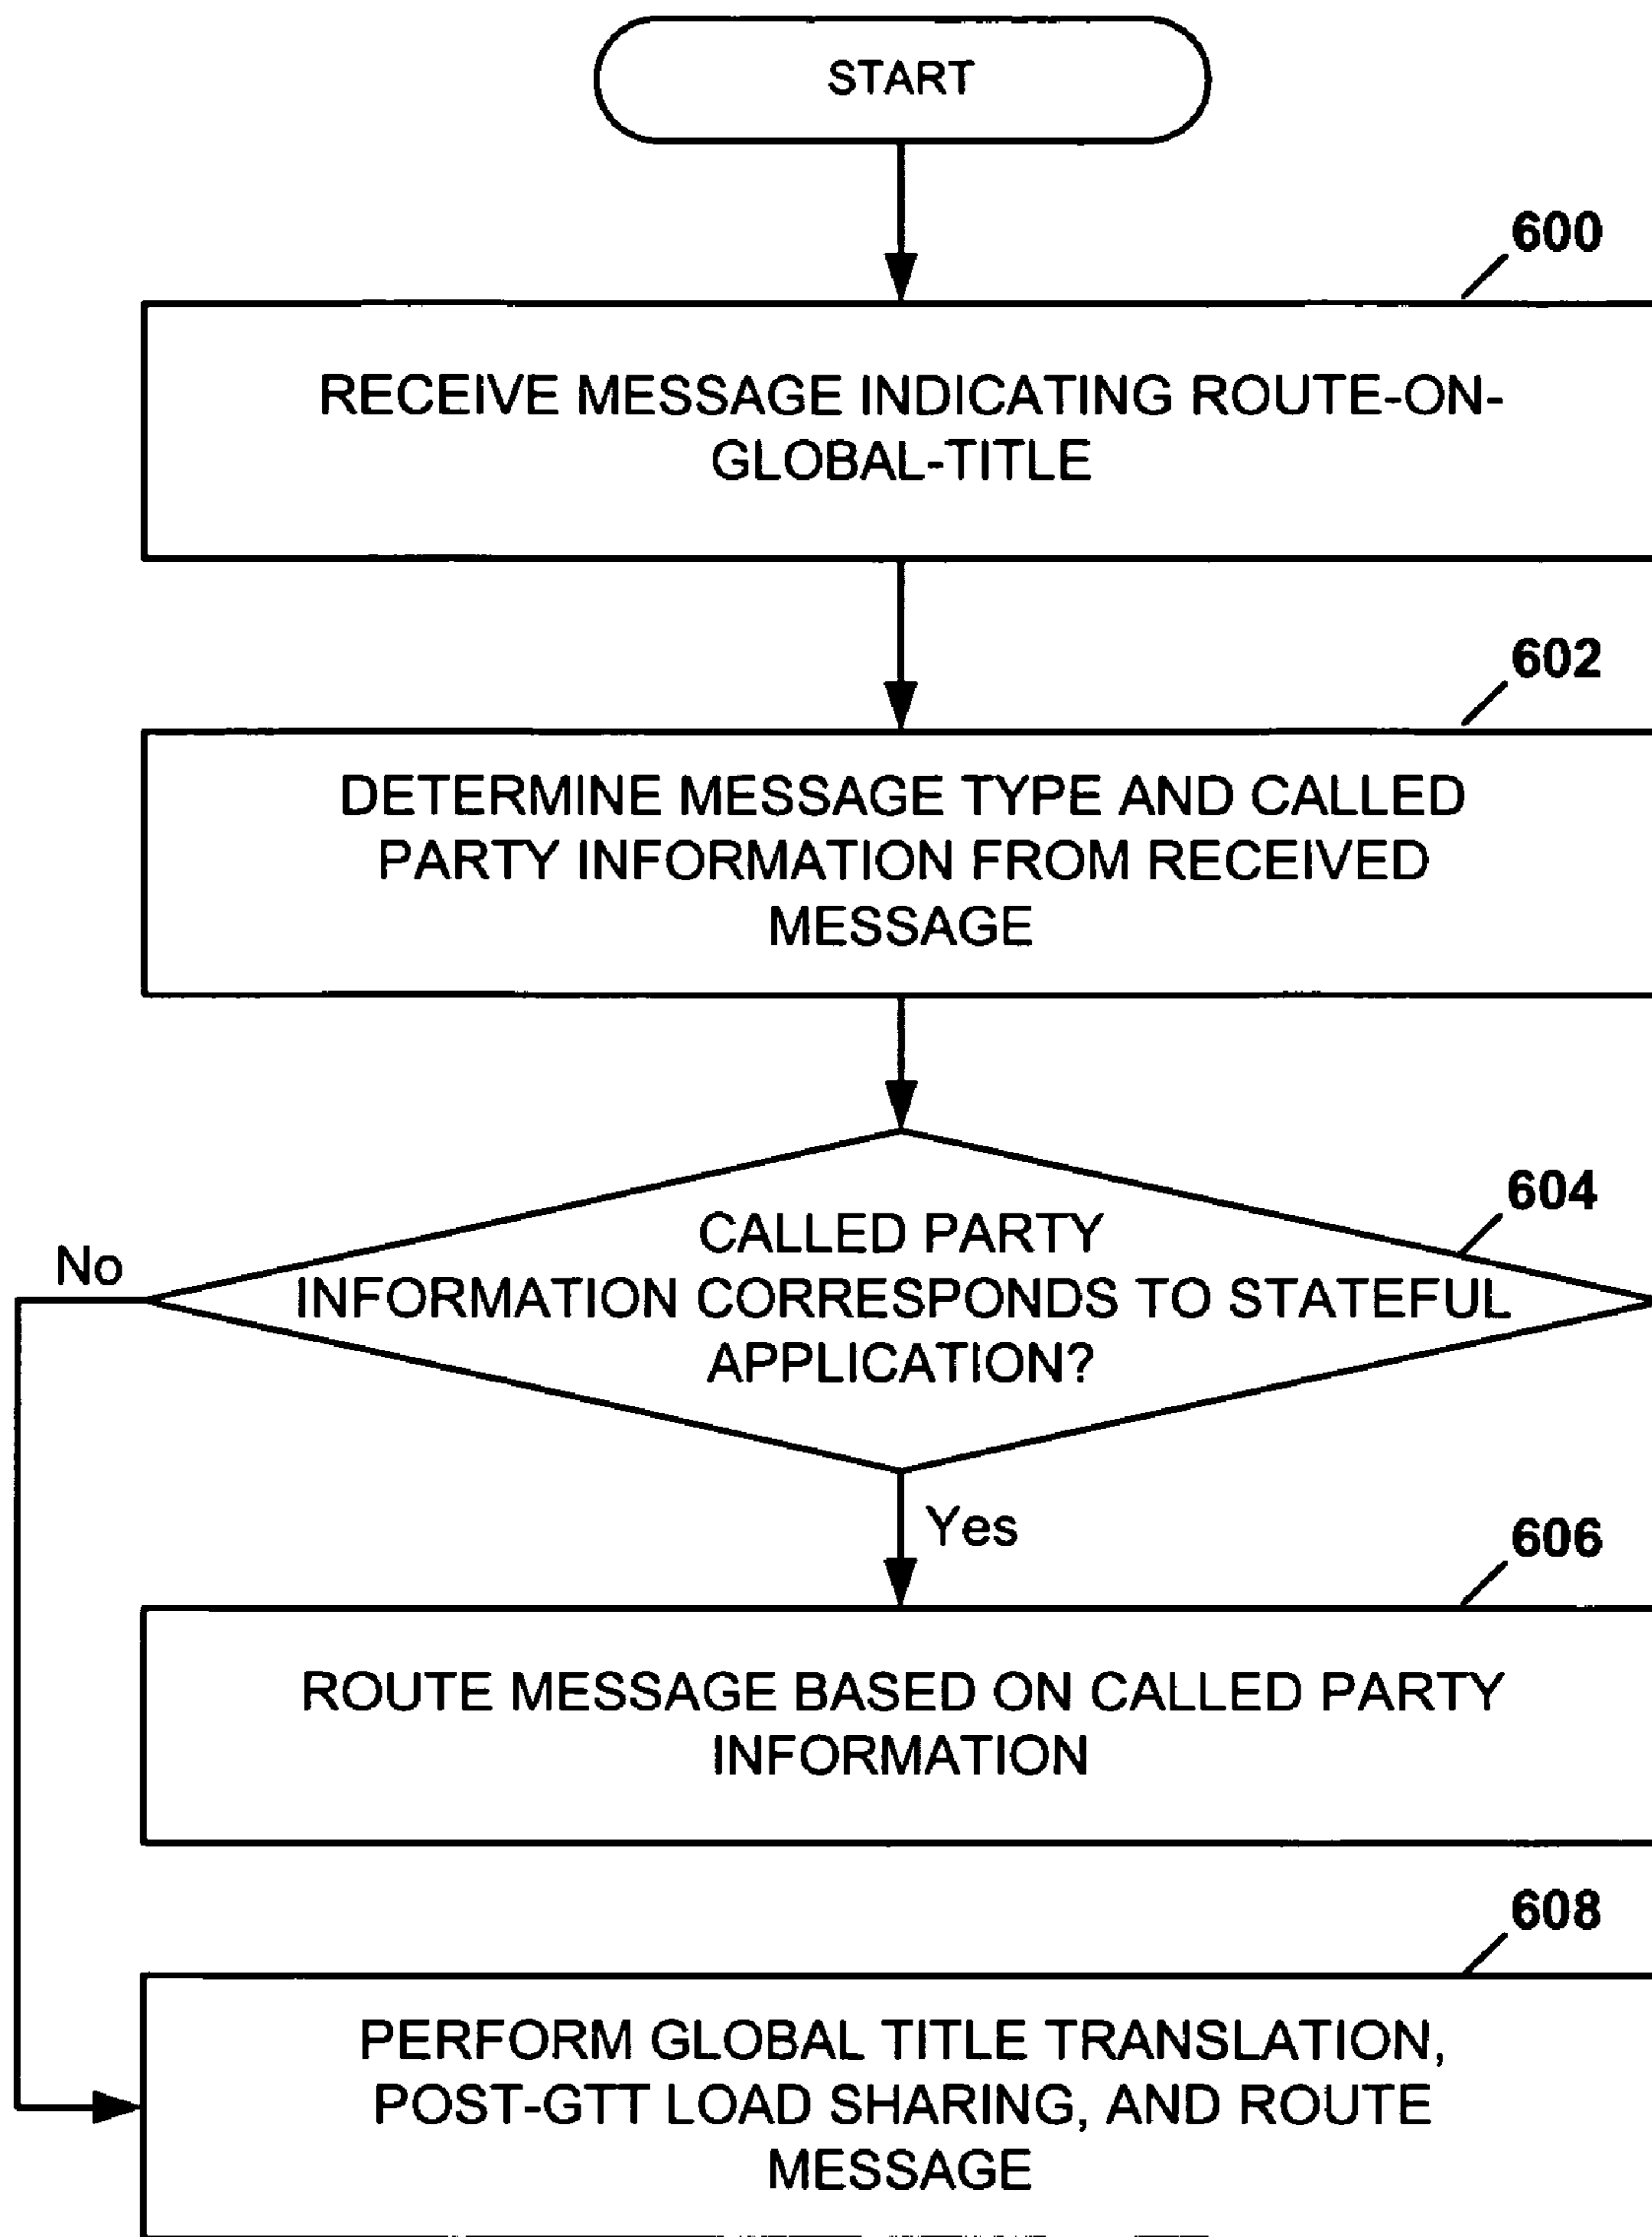 START
600
RECEIVE MESSAGE INDICATING ROUTE-ON-
GLOBAL-TITLE
602
DETERMINE MESSAGE TYPE AND CALLED
PARTY INFORMATION FROM RECEIVED
MESSAGE
604
CALLED PARTY
INFORMATION CORRESPONDS TO STATEFUL
APPLICATION?
No
Yes
606
ROUTE MESSAGE BASED ON CALLED PARTY
INFORMATION
608
PERFORM GLOBAL TITLE TRANSLATION,
POST-GTT LOAD SHARING, AND ROUTE
MESSAGE